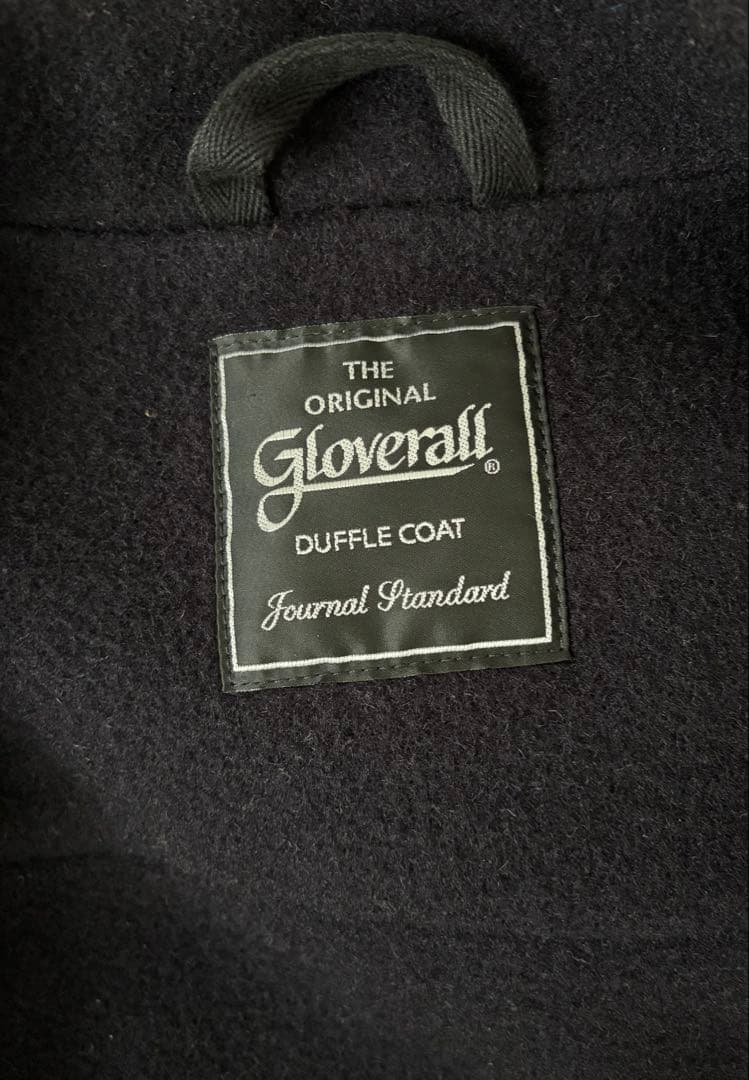 THE
ORIGINAL
Gloverall®
DUFFLE COAT
Journal Standard